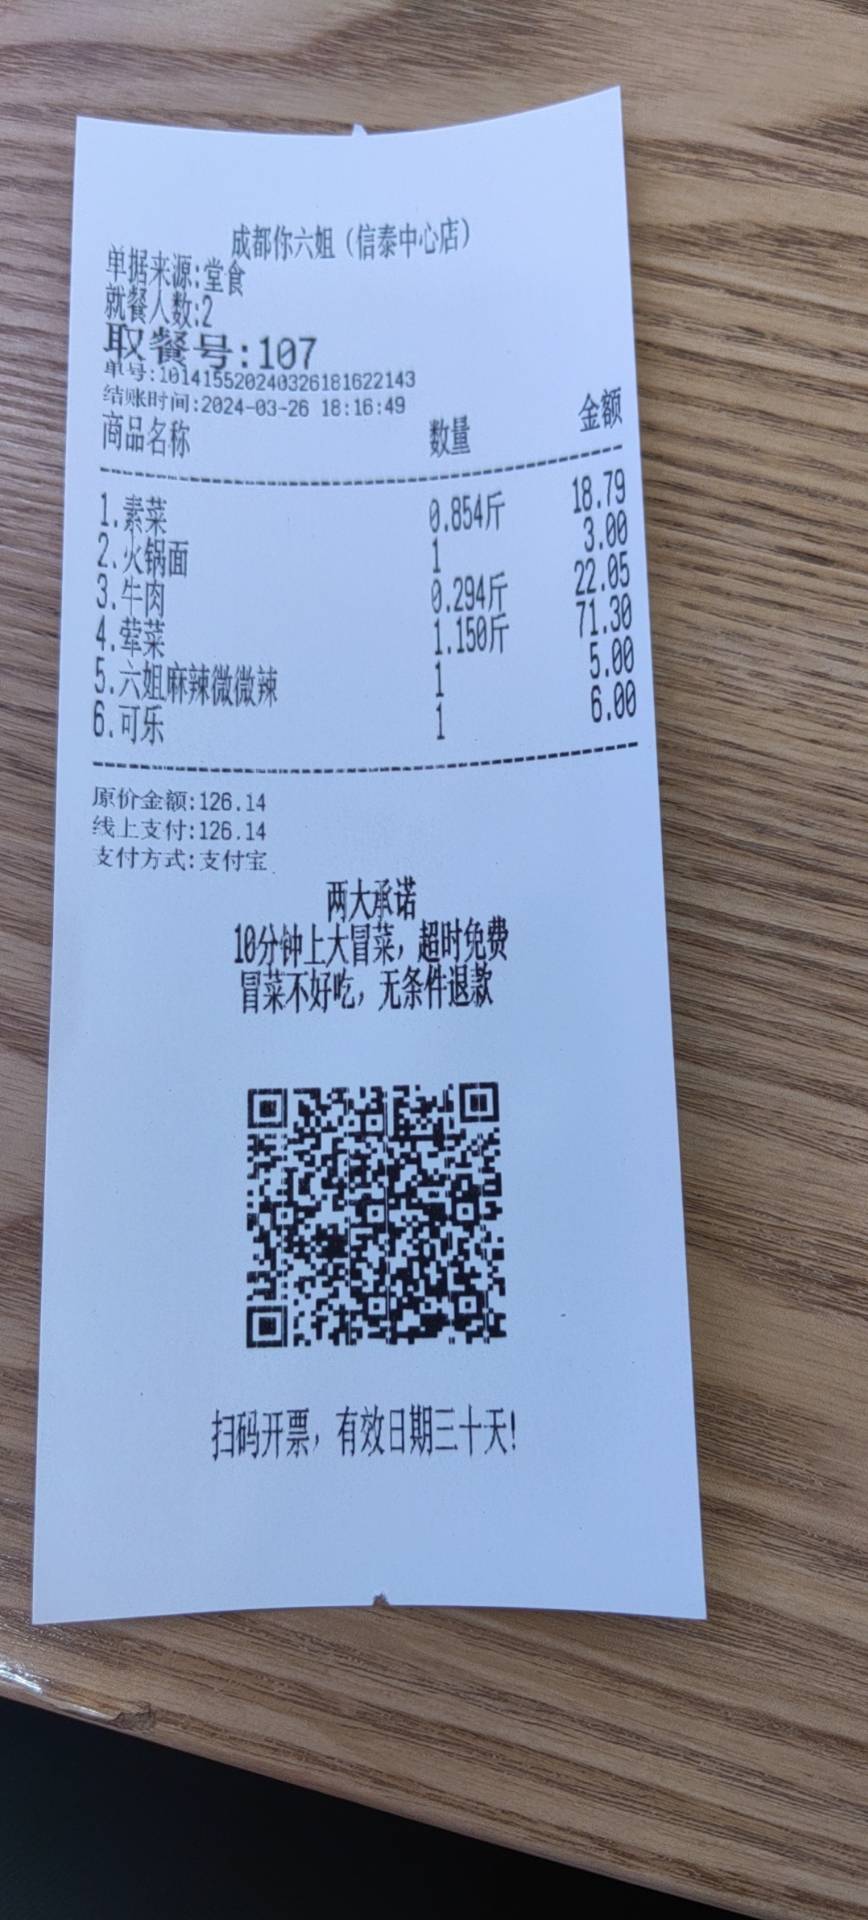 成都你六姐（信泰中心店）
单据来源:堂食
就餐人数:2
取餐号:107
单号:10141552024032618162​2143
结账时间:2024-03-26 18:16:49
商品名称 数量 金额
1.素菜 0.854斤 18.79
2.火锅面 1 3.00
3.牛肉 0.294斤 22.05
4.荤菜 1.150斤 71.30
5.六姐麻辣微微辣 1 5.00
6.可乐 1 6.00
原价金额:126.14
线上支付:126.14
支付方式:支付宝
两大承诺
10分钟上大冒菜，超时免费
冒菜不好吃，无条件退款
扫码开票，有效日期三十天!